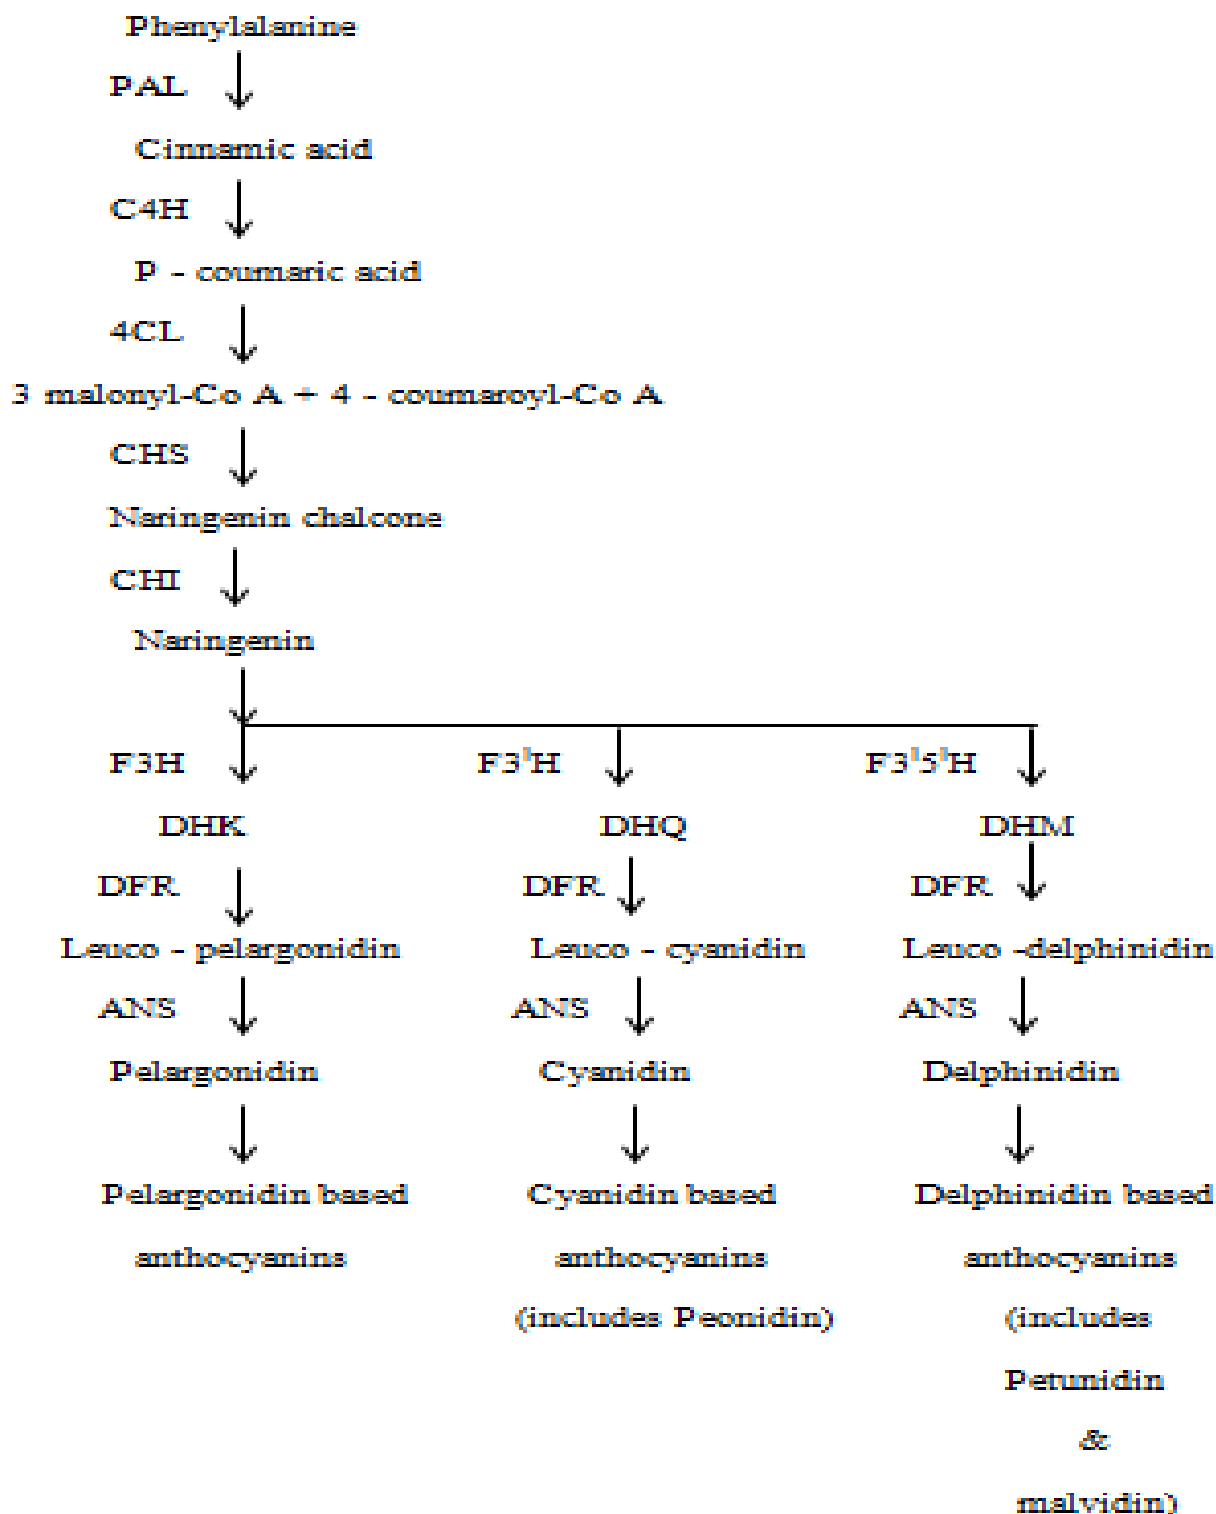 Phenylalanine
PAL
Cinnamic acid
C4H
P - coumaric acid
4CL
3 malonyl-Co A + 4 - coumaroyl-Co A
CHS
Naringenin chalcone
CHI
Naringenin
F3H F3'H F3'5'H
DHK DHQ DHM
DFR DFR DFR
Leuco - pelargonidin Leuco - cyanidin Leuco -delphinidin
ANS ANS ANS
Pelargonidin Cyanidin Delphinidin
Pelargonidin based Cyanidin based Delphinidin based
anthocyanins anthocyanins anthocyanins
(includes Peonidin) (includes
Petunidin
&
malvidin)